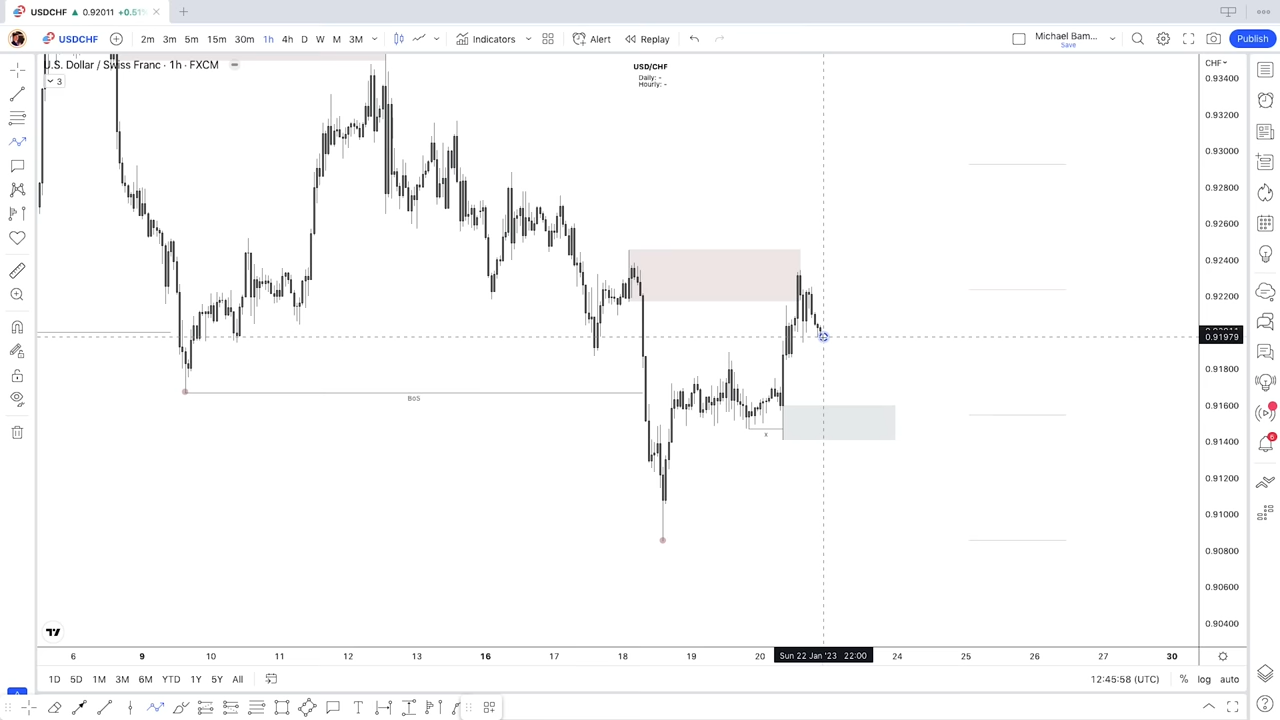 USDCHF ▲ 0.92011 +0.51%
USDCHF 2m 3m 5m 15m 30m 1h 4h D W M 3M Indicators Alert Replay Michael Bam... Save Publish
U.S. Dollar / Swiss Franc · 1h · FXCM
3
USD/CHF
Daily: -
Hourly: -
CHF
0.93400
0.93200
0.93000
0.92800
0.92600
0.92400
0.92200
0.91979
0.91800
0.91600
0.91400
0.91200
0.91000
0.90800
0.90600
0.90400
BoS
x
6 9 10 11 12 13 16 17 18 19 20 Sun 22 Jan '23 22:00 24 25 26 27 30
1D 5D 1M 3M 6M YTD 1Y 5Y All 12:45:58 (UTC) % log auto
6